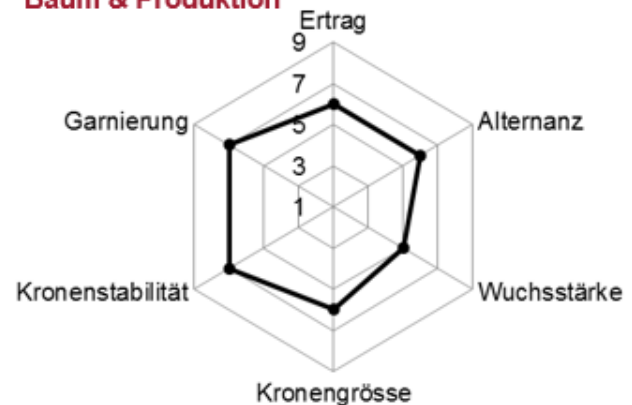 Baum & Produktion
Ertrag
9
7
Garnierung
Alternanz
5
3
1
Kronenstabilität
Wuchsstärke
Kronengrösse